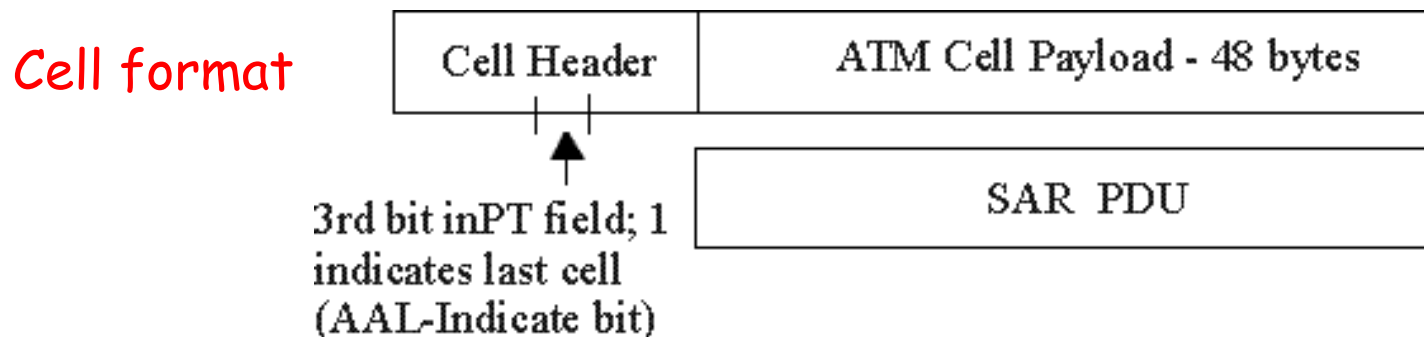 Cell format
Cell Header
ATM Cell Payload - 48 bytes
SAR PDU
3rd bit inPT field; 1
indicates last cell
(AAL-Indicate bit)